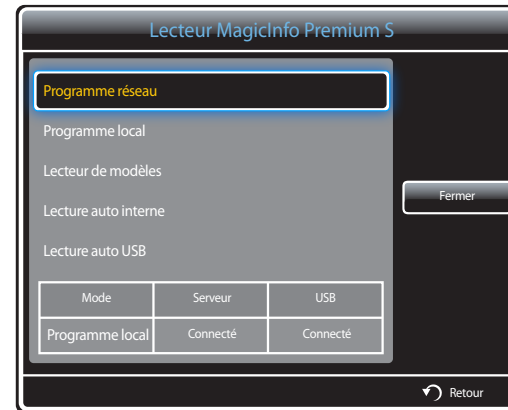 Lecteur MagicInfo Premium S
Programme réseau
Programme local
Lecteur de modèles
Lecture auto interne
Lecture auto USB
Fermer
Mode Serveur USB
Programme local Connecté Connecté
Retour